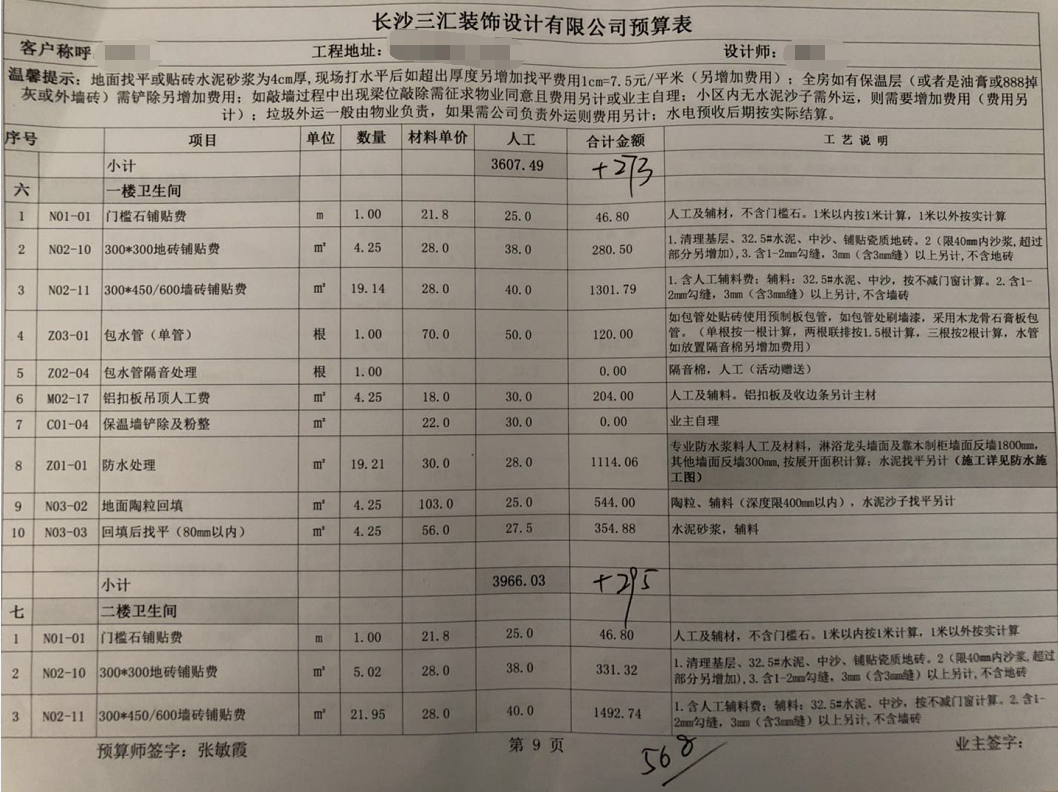 长沙三汇装饰设计有限公司预算表
客户称呼 工程地址: 设计师:
温馨提示：地面找平或贴砖水泥砂浆为4cm厚,现场打水平后如超出厚度另增加找平费用1cm=7.5元/平米（另增加费用）；全房如有保温层（或者是油膏或888掉
灰或外墙砖）需铲除另增加费用；如敲墙过程中出现梁位敲除需征求物业同意且费用另计或业主自理；小区内无水泥沙子需外运，则需要增加费用（费用另
计）；垃圾外运一般由物业负责，如果需公司负责外运则费用另计；水电预收后期按实际结算。
序号 项目 单位 数量 材料单价 人工 合计金额 工艺说明
小计 3607.49 +273
六 一楼卫生间
1 N01-01 门槛石铺贴费 m 1.00 21.8 25.0 46.80 人工及辅材，不含门槛石。1米以内按1米计算，1米以外按实计算
2 N02-10 300*300地砖铺贴费 m² 4.25 28.0 38.0 280.50 1.清理基层、32.5#水泥、中沙、铺贴瓷质地砖。2（限40mm内沙浆,超过
部分另增加),3.含1-2mm勾缝，3mm（含3mm缝）以上另计,不含地砖
3 N02-11 300*450/600墙砖铺贴费 m² 19.14 28.0 40.0 1301.79 1.含人工辅料费；辅料：32.5#水泥、中沙，按不减门窗计算。2.含1-
2mm勾缝，3mm（含3mm缝）以上另计,不含墙砖
4 Z03-01 包水管（单管） 根 1.00 70.0 50.0 120.00 如包管处贴砖使用预制板包管，如包管处刷墙漆，采用木龙骨石膏板包
管。（单根按一根计算，两根联排按1.5根计算，三根按2根计算，水管
如放置隔音棉另增加费用）
5 Z02-04 包水管隔音处理 根 1.00 0.00 隔音棉，人工（活动赠送）
6 M02-17 铝扣板吊顶人工费 m² 4.25 18.0 30.0 204.00 人工及辅料。铝扣板及收边条另计主材
7 C01-04 保温墙铲除及粉整 m² 22.0 30.0 0.00 业主自理
8 Z01-01 防水处理 m² 19.21 30.0 28.0 1114.06 专业防水浆料人工及材料，淋浴龙头墙面及靠木制柜墙面反墙1800mm，
其他墙面反墙300mm,按展开面积计算；水泥找平另计（施工详见防水施
工图）
9 N03-02 地面陶粒回填 m² 4.25 103.0 25.0 544.00 陶粒、辅料（深度限400mm以内），水泥沙子找平另计
10 N03-03 回填后找平（80mm以内） m² 4.25 56.0 27.5 354.88 水泥砂浆，辅料
小计 3966.03 +295
七 二楼卫生间
1 N01-01 门槛石铺贴费 m 1.00 21.8 25.0 46.80 人工及辅材，不含门槛石。1米以内按1米计算，1米以外按实计算
2 N02-10 300*300地砖铺贴费 m² 5.02 28.0 38.0 331.32 1.清理基层、32.5#水泥、中沙、铺贴瓷质地砖。2（限40mm内沙浆,超过
部分另增加),3.含1-2mm勾缝，3mm（含3mm缝）以上另计,不含地砖
3 N02-11 300*450/600墙砖铺贴费 m² 21.95 28.0 40.0 1492.74 1.含人工辅料费；辅料：32.5#水泥、中沙，按不减门窗计算。2.含1-
2mm勾缝，3mm（含3mm缝）以上另计,不含墙砖
预算师签字：张敏霞 第 9 页 568 业主签字：